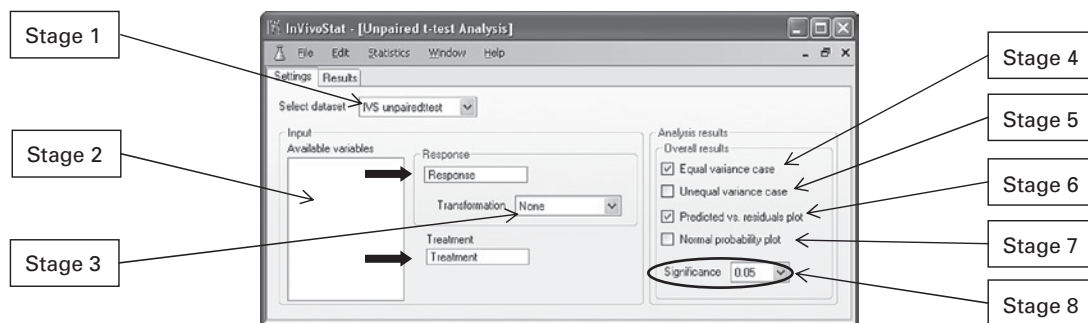 Stage 1
Stage 2
Stage 3
InVivoStat - [Unpaired t-test Analysis]
File Edit Statistics Window Help
Settings Results
Select dataset IVS unpairedttest
Input
Available variables
Response
Response
Transformation None
Treatment
Treatment
Analysis results
Overall results
Equal variance case
Unequal variance case
Predicted vs. residuals plot
Normal probability plot
Significance 0.05
Stage 4
Stage 5
Stage 6
Stage 7
Stage 8